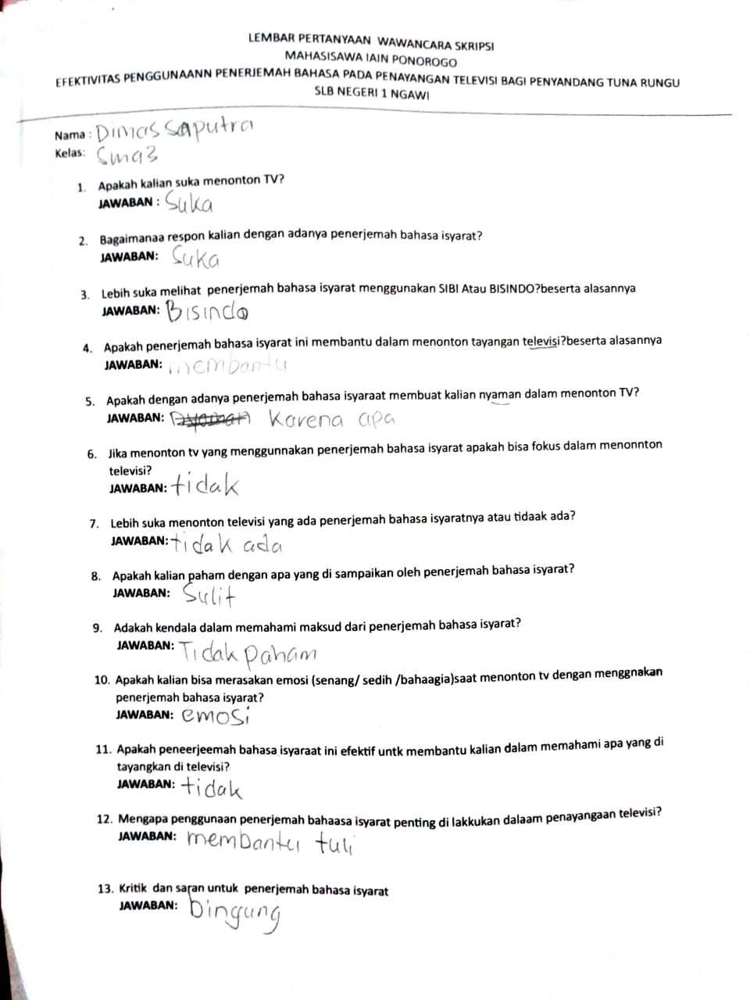 LEMBAR PERTANYAAN WAWANCARA SKRIPSI
MAHASISAWA IAIN PONOROGO
EFEKTIVITAS PENGGUNAANN PENERJEMAH BAHASA PADA PENAYANGAN TELEVISI BAGI PENYANDANG TUNA RUNGU
SLB NEGERI 1 NGAWI
Nama : Dimas Saputra
Kelas: Sma3
1. Apakah kalian suka menonton TV?
JAWABAN : Suka
2. Bagaimanaa respon kalian dengan adanya penerjemah bahasa isyarat?
JAWABAN: Suka
3. Lebih suka melihat penerjemah bahasa isyarat menggunakan SIBI Atau BISINDO?beserta alasannya
JAWABAN: Bisindo
4. Apakah penerjemah bahasa isyarat ini membantu dalam menonton tayangan televisi?beserta alasannya
JAWABAN: membantu
5. Apakah dengan adanya penerjemah bahasa isyaraat membuat kalian nyaman dalam menonton TV?
JAWABAN: Karena apa
6. Jika menonton tv yang menggunnakan penerjemah bahasa isyarat apakah bisa fokus dalam menonnton
televisi?
JAWABAN: tidak
7. Lebih suka menonton televisi yang ada penerjemah bahasa isyaratnya atau tidaak ada?
JAWABAN: tidak ada
8. Apakah kalian paham dengan apa yang di sampaikan oleh penerjemah bahasa isyarat?
JAWABAN: Sulit
9. Adakah kendala dalam memahami maksud dari penerjemah bahasa isyarat?
JAWABAN: Tidak paham
10. Apakah kalian bisa merasakan emosi (senang/ sedih /bahaagia)saat menonton tv dengan menggnakan
penerjemah bahasa isyarat?
JAWABAN: emosi
11. Apakah peneerjeemah bahasa isyaraat ini efektif untk membantu kalian dalam memahami apa yang di
tayangkan di televisi?
JAWABAN: tidak
12. Mengapa penggunaan penerjemah bahaasa isyarat penting di lakkukan dalaam penayangaan televisi?
JAWABAN: membantu tuli
13. Kritik dan saran untuk penerjemah bahasa isyarat
JAWABAN: bingung